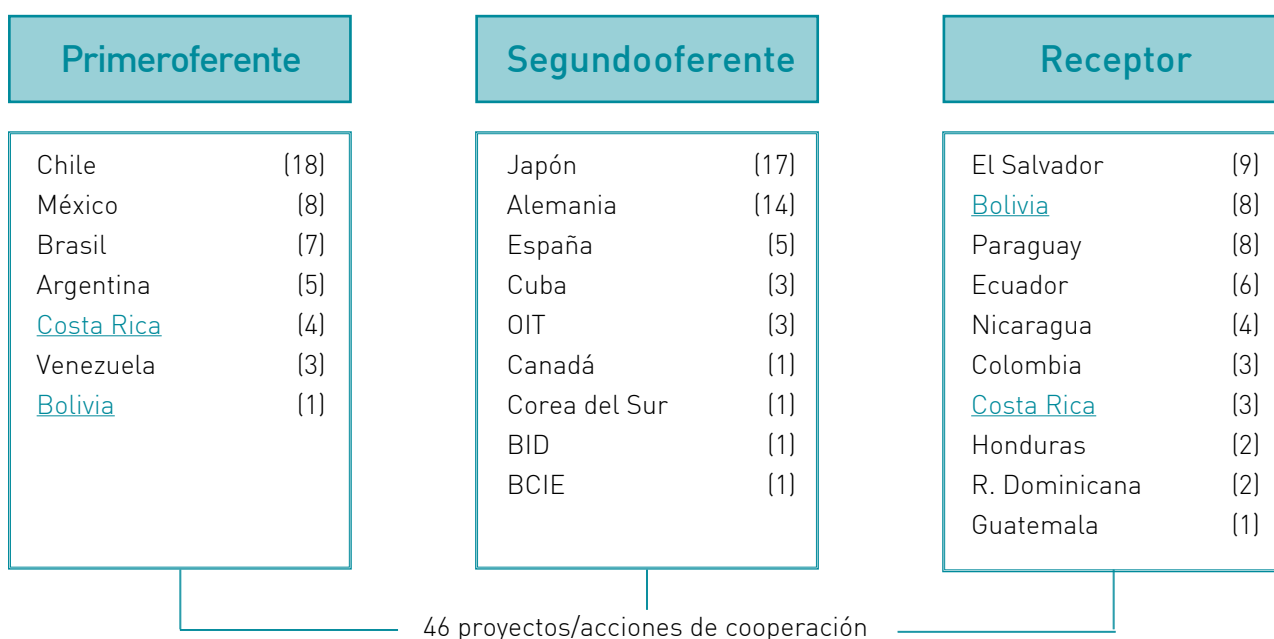 Primeroferente
Chile (18)
México (8)
Brasil (7)
Argentina (5)
Costa Rica (4)
Venezuela (3)
Bolivia (1)
Segundooferente
Japón (17)
Alemania (14)
España (5)
Cuba (3)
OIT (3)
Canadá (1)
Corea del Sur (1)
BID (1)
BCIE (1)
Receptor
El Salvador (9)
Bolivia (8)
Paraguay (8)
Ecuador (6)
Nicaragua (4)
Colombia (3)
Costa Rica (3)
Honduras (2)
R. Dominicana (2)
Guatemala (1)
46 proyectos/acciones de cooperación